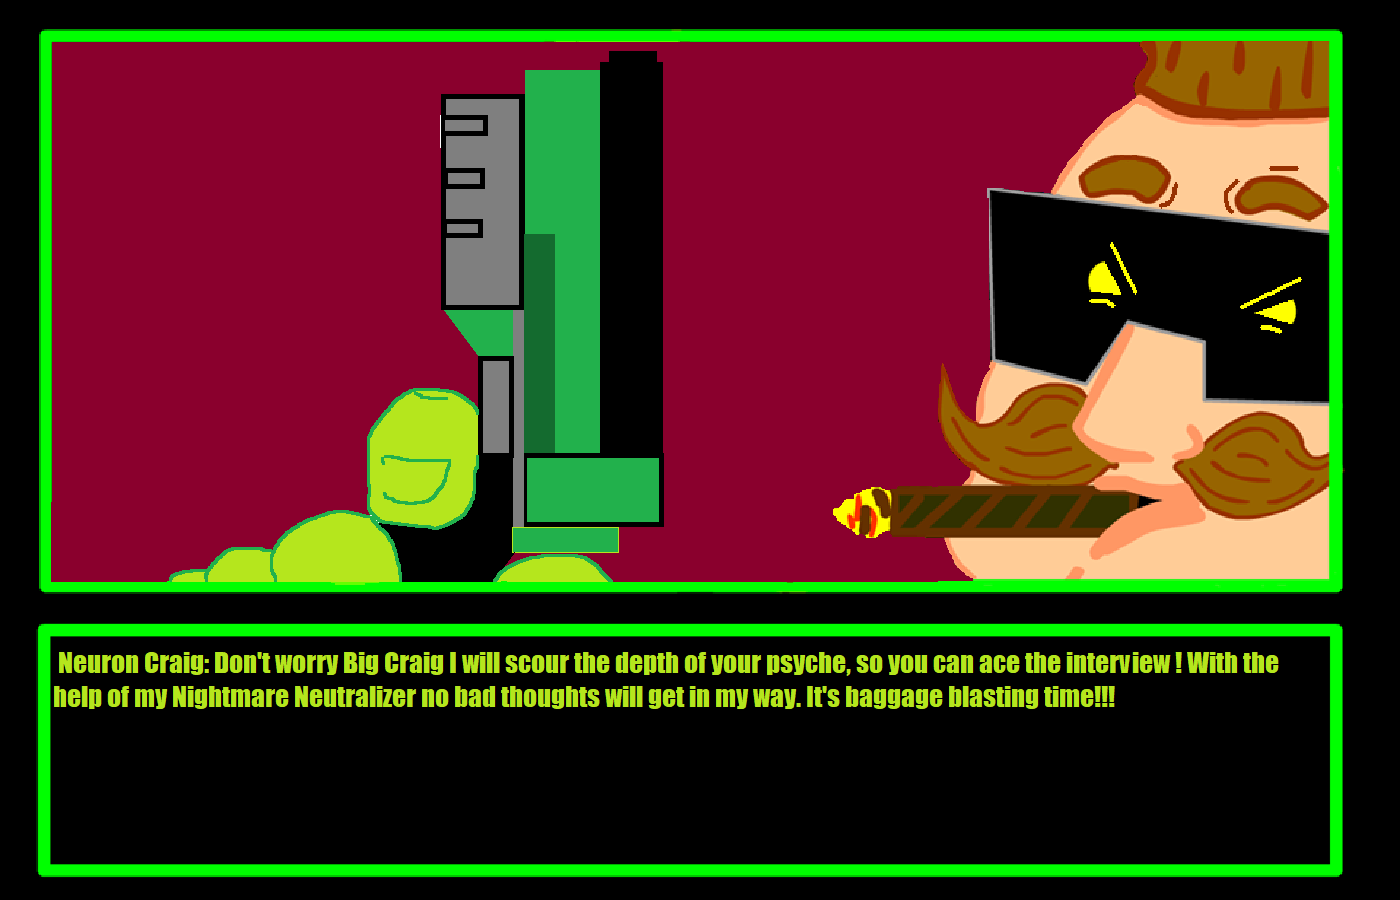 Neuron Craig: Don't worry Big Craig I will scour the depth of your psyche, so you can ace the interview ! With the
help of my Nightmare Neutralizer no bad thoughts will get in my way. It's baggage blasting time!!!